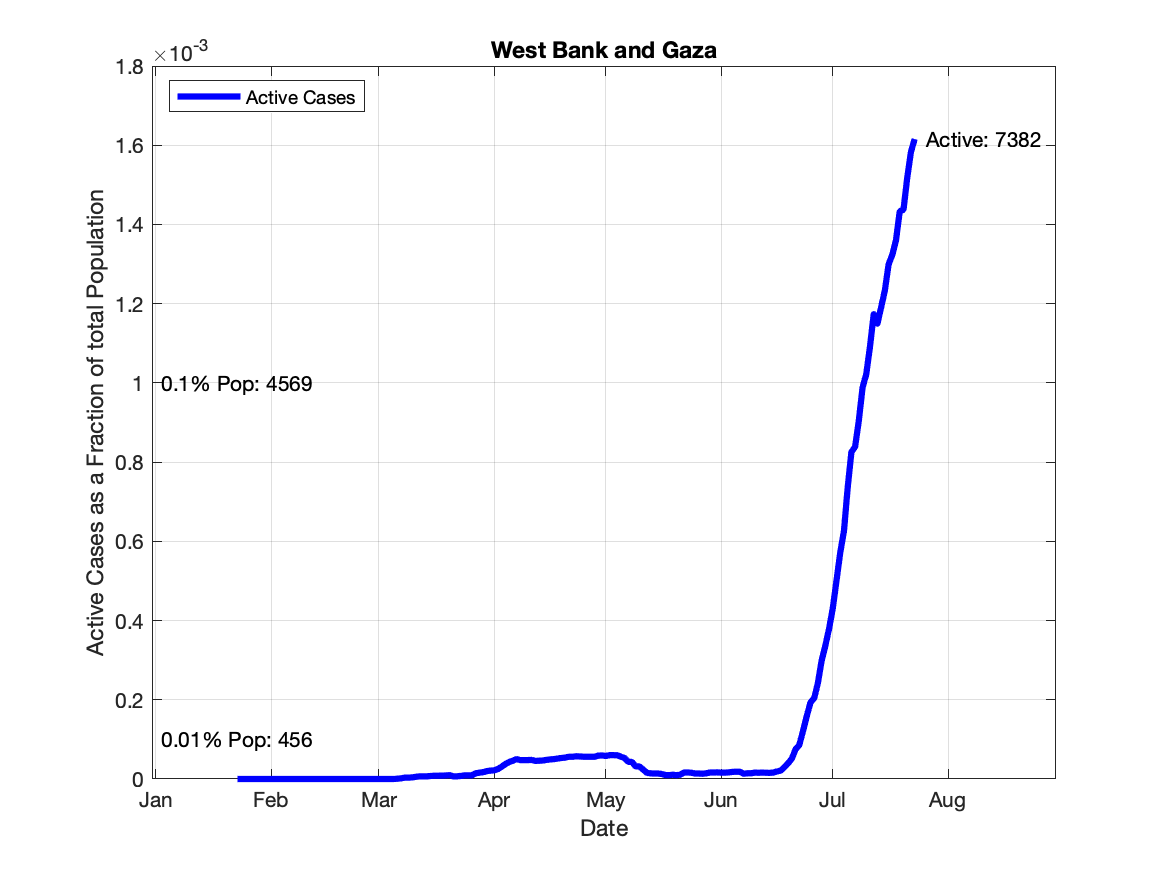 West Bank and Gaza
×10-3
1.8
1.6
1.4
1.2
1
0.8
0.6
0.4
0.2
0
Active Cases as a Fraction of total Population
Active Cases
Active: 7382
0.1% Pop: 4569
0.01% Pop: 456
Jan Feb Mar Apr May Jun Jul Aug
Date